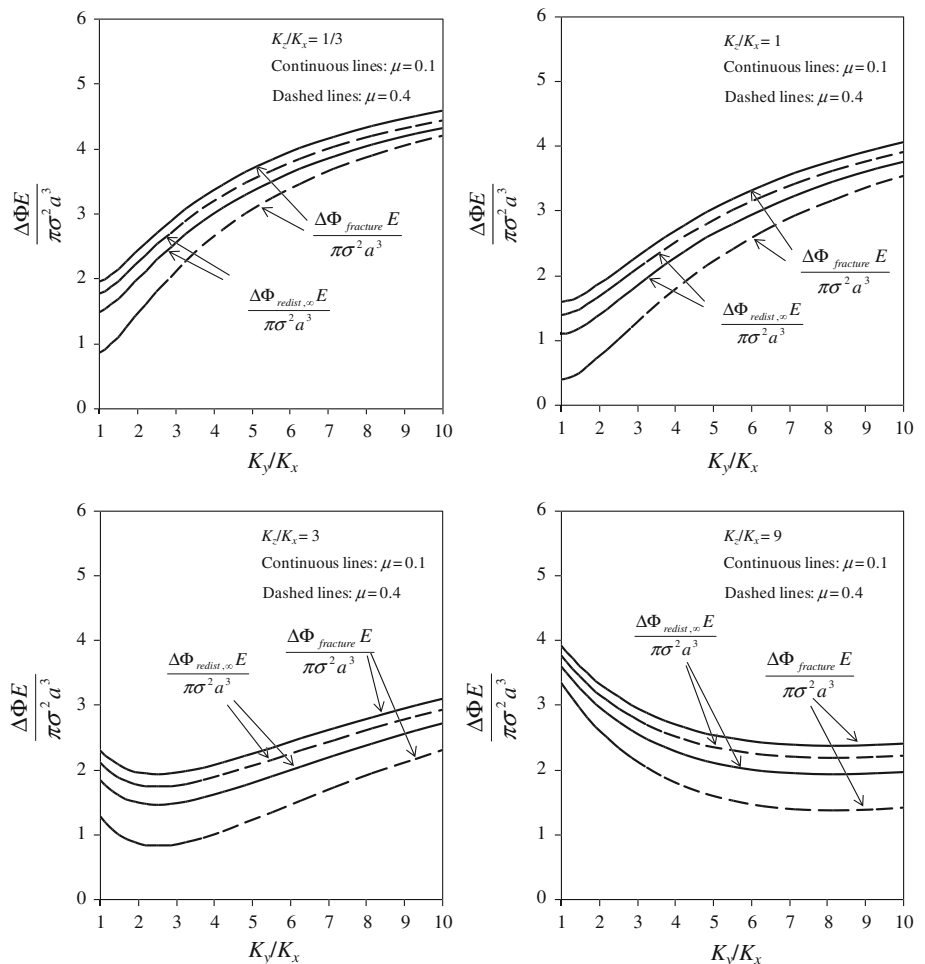 K_z/K_x = 1/3
Continuous lines: μ = 0.1
Dashed lines: μ = 0.4
6
5
4
3
2
1
0
ΔΦE
πσ²a³
ΔΦ_fracture E
πσ²a³
ΔΦ_redist,∞ E
πσ²a³
1 2 3 4 5 6 7 8 9 10
K_y/K_x
K_z/K_x = 1
Continuous lines: μ = 0.1
Dashed lines: μ = 0.4
6
5
4
3
2
1
0
ΔΦE
πσ²a³
ΔΦ_fracture E
πσ²a³
ΔΦ_redist,∞ E
πσ²a³
1 2 3 4 5 6 7 8 9 10
K_y/K_x
K_z/K_x = 3
Continuous lines: μ = 0.1
Dashed lines: μ = 0.4
6
5
4
3
2
1
0
ΔΦE
πσ²a³
ΔΦ_redist,∞ E
πσ²a³
ΔΦ_fracture E
πσ²a³
1 2 3 4 5 6 7 8 9 10
K_y/K_x
K_z/K_x = 9
Continuous lines: μ = 0.1
Dashed lines: μ = 0.4
6
5
4
3
2
1
0
ΔΦE
πσ²a³
ΔΦ_redist,∞ E
πσ²a³
ΔΦ_fracture E
πσ²a³
1 2 3 4 5 6 7 8 9 10
K_y/K_x